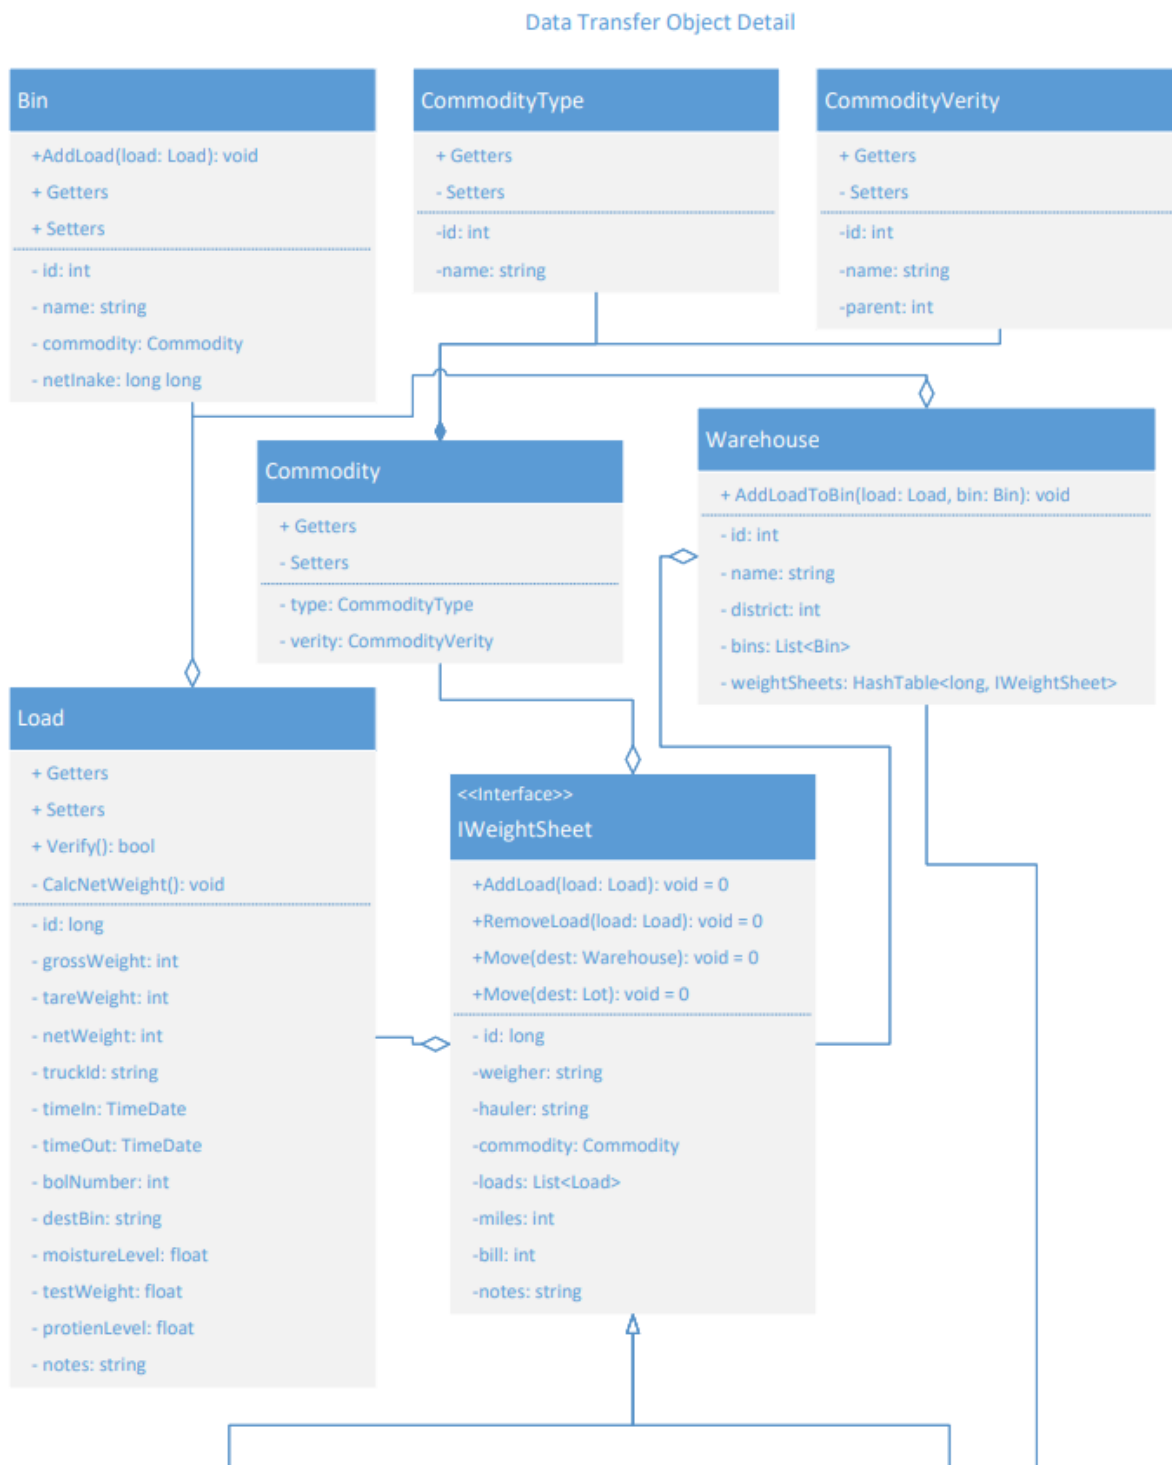 Data Transfer Object Detail
Bin
+AddLoad(load: Load): void
+ Getters
+ Setters
- id: int
- name: string
- commodity: Commodity
- netInake: long long
CommodityType
+ Getters
- Setters
-id: int
-name: string
CommodityVerity
+ Getters
- Setters
-id: int
-name: string
-parent: int
Commodity
+ Getters
- Setters
- type: CommodityType
- verity: CommodityVerity
Warehouse
+ AddLoadToBin(load: Load, bin: Bin): void
- id: int
- name: string
- district: int
- bins: List<Bin>
- weightSheets: HashTable<long, IWeightSheet>
Load
+ Getters
+ Setters
+ Verify(): bool
- CalcNetWeight(): void
- id: long
- grossWeight: int
- tareWeight: int
- netWeight: int
- truckId: string
- timeIn: TimeDate
- timeOut: TimeDate
- bolNumber: int
- destBin: string
- moistureLevel: float
- testWeight: float
- protienLevel: float
- notes: string
<<Interface>>
IWeightSheet
+AddLoad(load: Load): void = 0
+RemoveLoad(load: Load): void = 0
+Move(dest: Warehouse): void = 0
+Move(dest: Lot): void = 0
- id: long
-weigher: string
-hauler: string
-commodity: Commodity
-loads: List<Load>
-miles: int
-bill: int
-notes: string